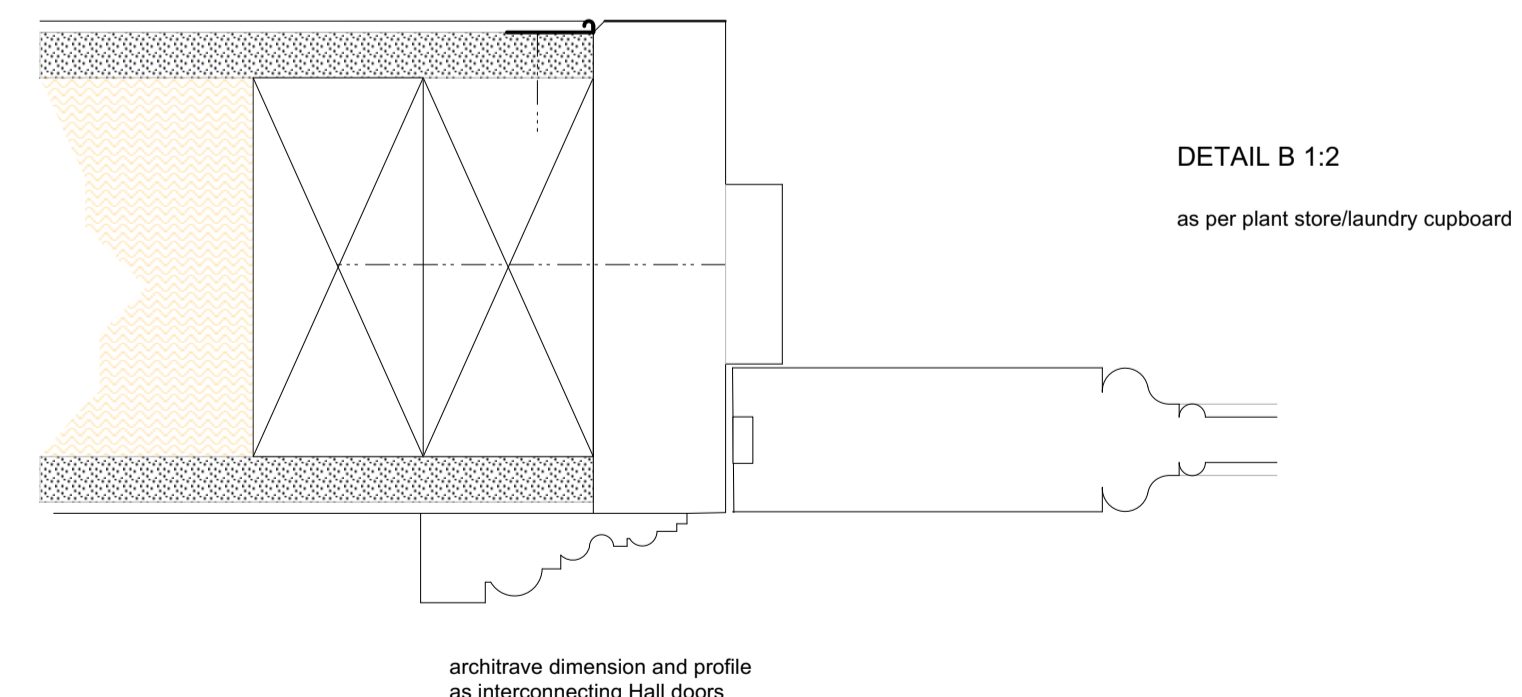 DETAIL B 1:2
as per plant store/laundry cupboard
architrave dimension and profile
as interconnecting Hall doors